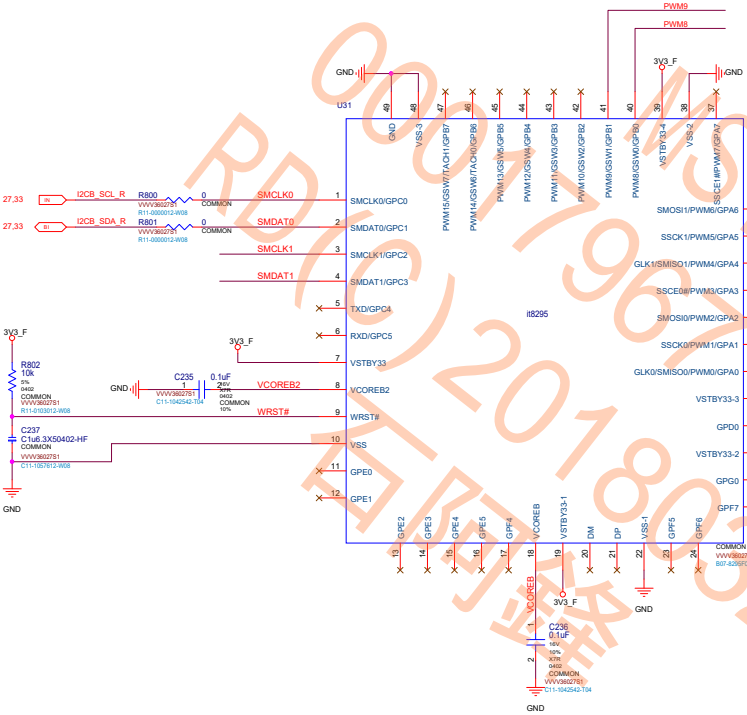 PWM9
PWM8
3V3_F
GND
GND
U31
49
48
47
46
45
44
43
42
41
40
39
38
37
GND
VSS-3
PWM15/GSW7/TACH1/GPB7
PWM14/GSW6/TACH0/GPB6
PWM13/GSW5/GPB5
PWM12/GSW4/GPB4
PWM11/GSW3/GPB3
PWM10/GSW2/GPB2
PWM9/GSW1/GPB1
PWM8/GSW0/GPB0
VSTBY33-4
VSS-2
SSCE1#/PWM7/GPA7
27,33
IN
I2CB_SCL_R
R800
0
SMCLK0
1
SMCLK0/GPC0
VVVV36027S1
COMMON
R11-0000012-W08
27,33
BI
I2CB_SDA_R
R801
0
SMDAT0
2
SMDAT0/GPC1
VVVV36027S1
COMMON
R11-0000012-W08
SMCLK1
3
SMCLK1/GPC2
SMDAT1
4
SMDAT1/GPC3
5
TXD/GPC4
6
RXD/GPC5
3V3_F
7
VSTBY33
GND
C235
0.1uF
1
2
16V
X7R
0402
COMMON
10%
VVVV36027S1
C11-1042542-T04
VCOREB2
8
VCOREB2
WRST#
9
WRST#
10
VSS
11
GPE0
12
GPE1
3V3_F
R802
10k
5%
0402
COMMON
VVVV36027S1
R11-0103012-W08
C237
C1u6.3X50402-HF
COMMON
VVVV36027S1
C11-1057612-W08
GND
it8295
SMOSI1/PWM6/GPA6
SSCK1/PWM5/GPA5
GLK1/SMISO1/PWM4/GPA4
SSCE0#/PWM3/GPA3
SMOSI0/PWM2/GPA2
SSCK0/PWM1/GPA1
GLK0/SMISO0/PWM0/GPA0
VSTBY33-3
GPD0
VSTBY33-2
GPG0
GPF7
GPE2
GPE3
GPE4
GPE5
GPF4
VCOREB
VSTBY33-1
DM
DP
VSS-1
GPF5
GPF6
13
14
15
16
17
18
19
20
21
22
23
24
COMMON
VVVV36027
VCOREB
3V3_F
GND
1
2
C236
0.1uF
16V
10%
X7R
0402
COMMON
VVVV36027S1
C11-1042542-T04
GND
MS
00017967
RD(C)201803
石阿鋒